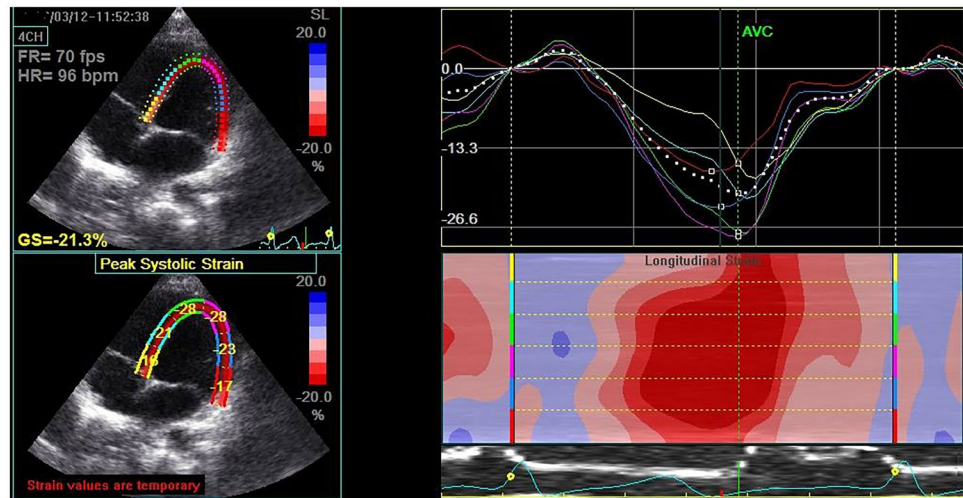 /03/12-11:52:38
SL
4CH
20.0
FR= 70 fps
HR= 96 bpm
-20.0
%
GS=-21.3%
AVC
0.0
-13.3
-26.6
Peak Systolic Strain
20.0
-28
-28
-21
-23
-16
-17
-20.0
%
Strain values are temporary
Longitudinal Strain